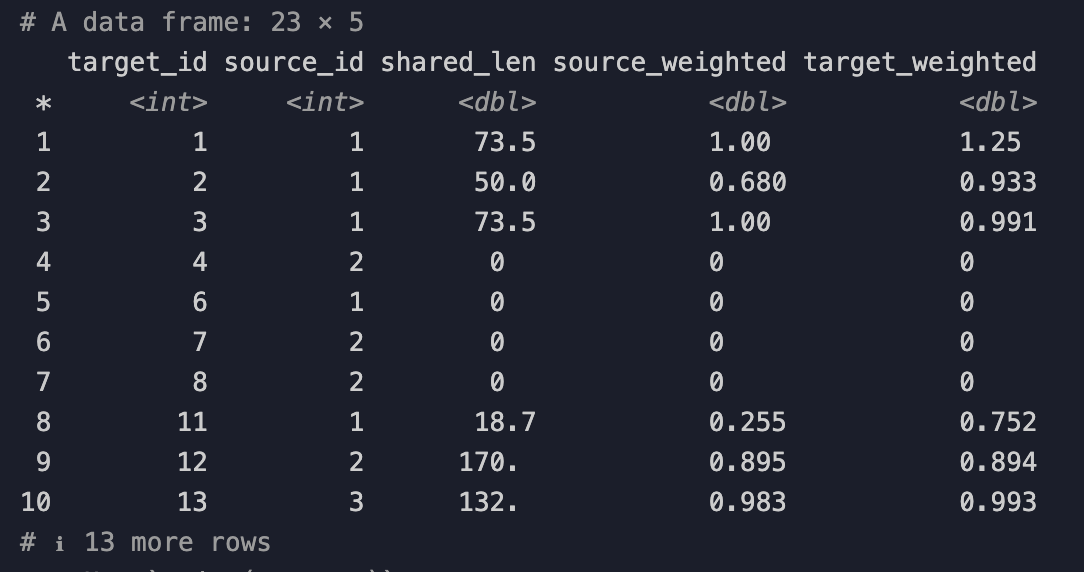 # A data frame: 23 × 5
target_id source_id shared_len source_weighted target_weighted
* <int> <int> <dbl> <dbl> <dbl>
1 1 1 73.5 1.00 1.25
2 2 1 50.0 0.680 0.933
3 3 1 73.5 1.00 0.991
4 4 2 0 0 0
5 6 1 0 0 0
6 7 2 0 0 0
7 8 2 0 0 0
8 11 1 18.7 0.255 0.752
9 12 2 170. 0.895 0.894
10 13 3 132. 0.983 0.993
# ℹ 13 more rows